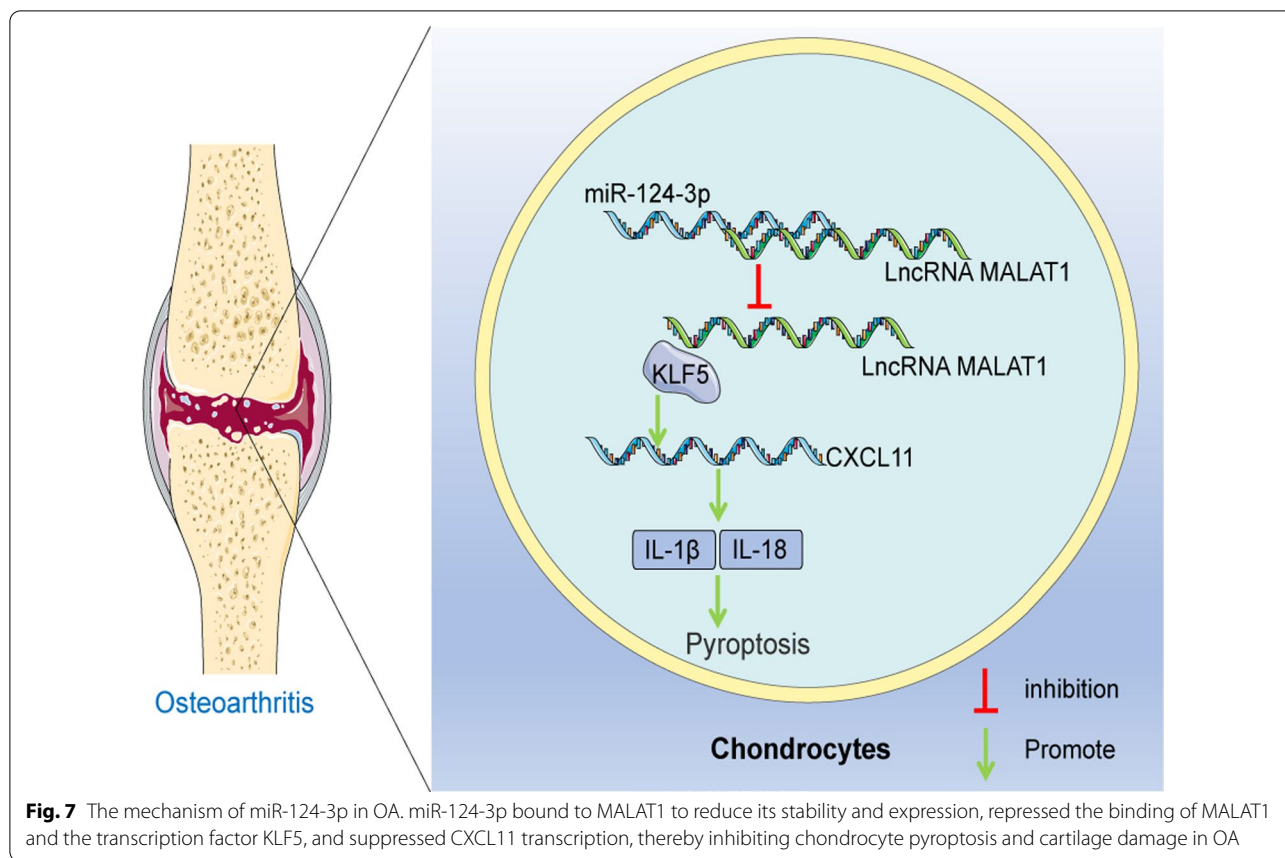 miR-124-3p
LncRNA MALAT1
LncRNA MALAT1
KLF5
CXCL11
IL-1β IL-18
Pyroptosis
Osteoarthritis
inhibition
Chondrocytes
Promote
Fig. 7 The mechanism of miR-124-3p in OA. miR-124-3p bound to MALAT1 to reduce its stability and expression, repressed the binding of MALAT1
and the transcription factor KLF5, and suppressed CXCL11 transcription, thereby inhibiting chondrocyte pyroptosis and cartilage damage in OA